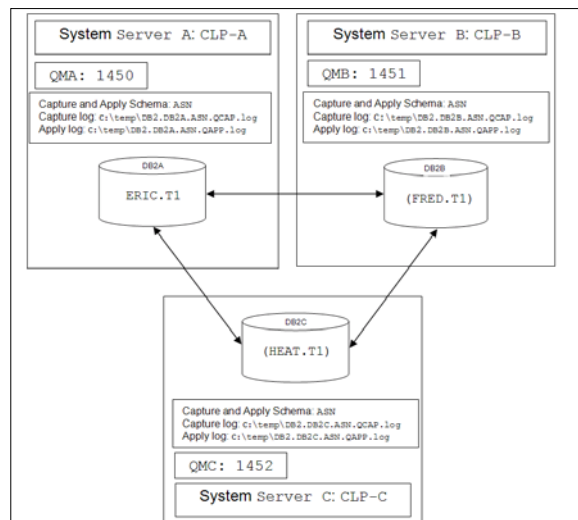 System Server A: CLP-A
QMA: 1450
Capture and Apply Schema: ASN
Capture log: C:\temp\DB2.DB2A.ASN.QCAP.log
Apply log: C:\temp\DB2.DB2A.ASN.QAPP.log
DB2A
ERIC.T1
System Server B: CLP-B
QMB: 1451
Capture and Apply Schema: ASN
Capture log: C:\temp\DB2.DB2B.ASN.QCAP.log
Apply log: C:\temp\DB2.DB2B.ASN.QAPP.log
DB2B
(FRED.T1)
DB2C
(HEAT.T1)
Capture and Apply Schema: ASN
Capture log: C:\temp\DB2.DB2C.ASN.QCAP.log
Apply log: C:\temp\DB2.DB2C.ASN.QAPP.log
QMC: 1452
System Server C: CLP-C